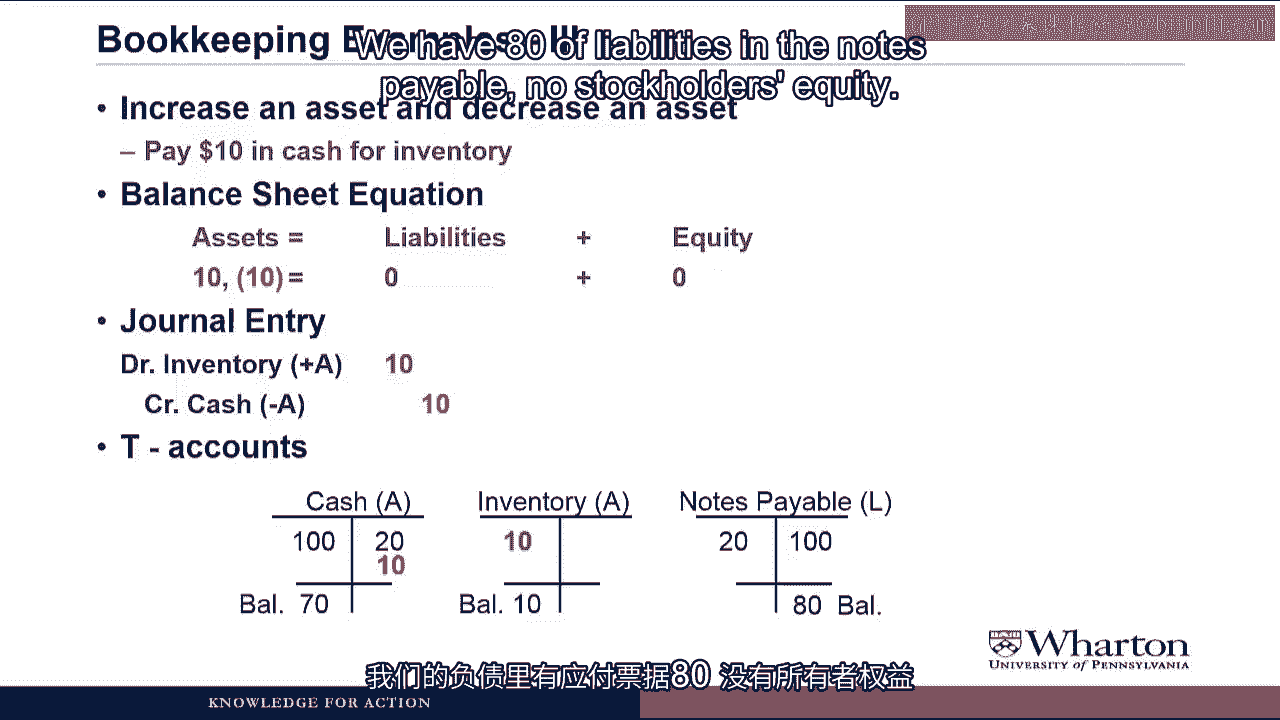 Bookkeeping Examples III
We have 80 of liabilities in the notes
payable, no stockholders' equity.
• Increase an asset and decrease an asset
– Pay $10 in cash for inventory
• Balance Sheet Equation
Assets = Liabilities + Equity
10, (10) = 0 + 0
• Journal Entry
Dr. Inventory (+A) 10
Cr. Cash (-A) 10
• T - accounts
Cash (A) Inventory (A) Notes Payable (L)
100 20 10 20 100
10
Bal. 70 Bal. 10 80 Bal.
Wharton
UNIVERSITY of PENNSYLVANIA
我们的负债里有应付票据80 没有所有者权益
KNOWLEDGE FOR ACTION